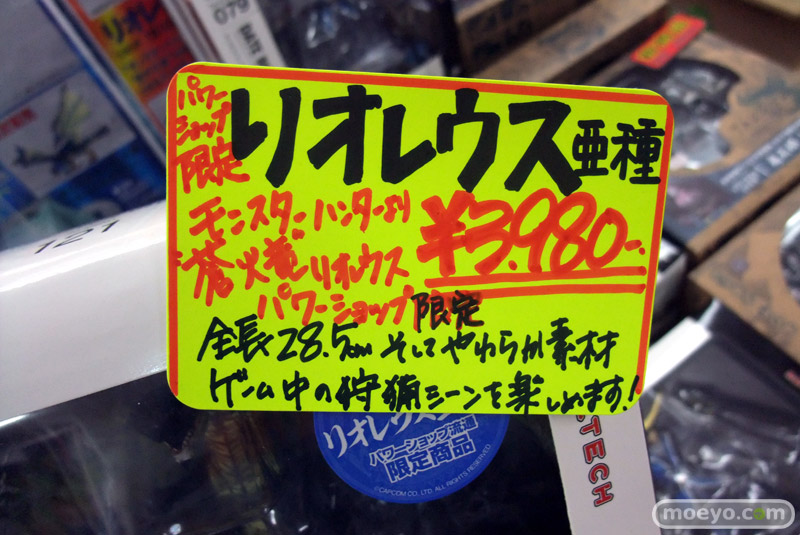 079
パワー
ショップ
限定
リオレウス亜種
モンスターハンターより
¥3,980-.
蒼火竜リオレウス
パワーショップ限定
全長28.5cm そしてやわらか素材
ゲーム中の狩猟シーンを楽しめます!
121
リオレウス
パワーショップ流通
限定商品
©CAPCOM CO., LTD. ALL RIGHTS RESERVED.
.TECH
moeyo.com